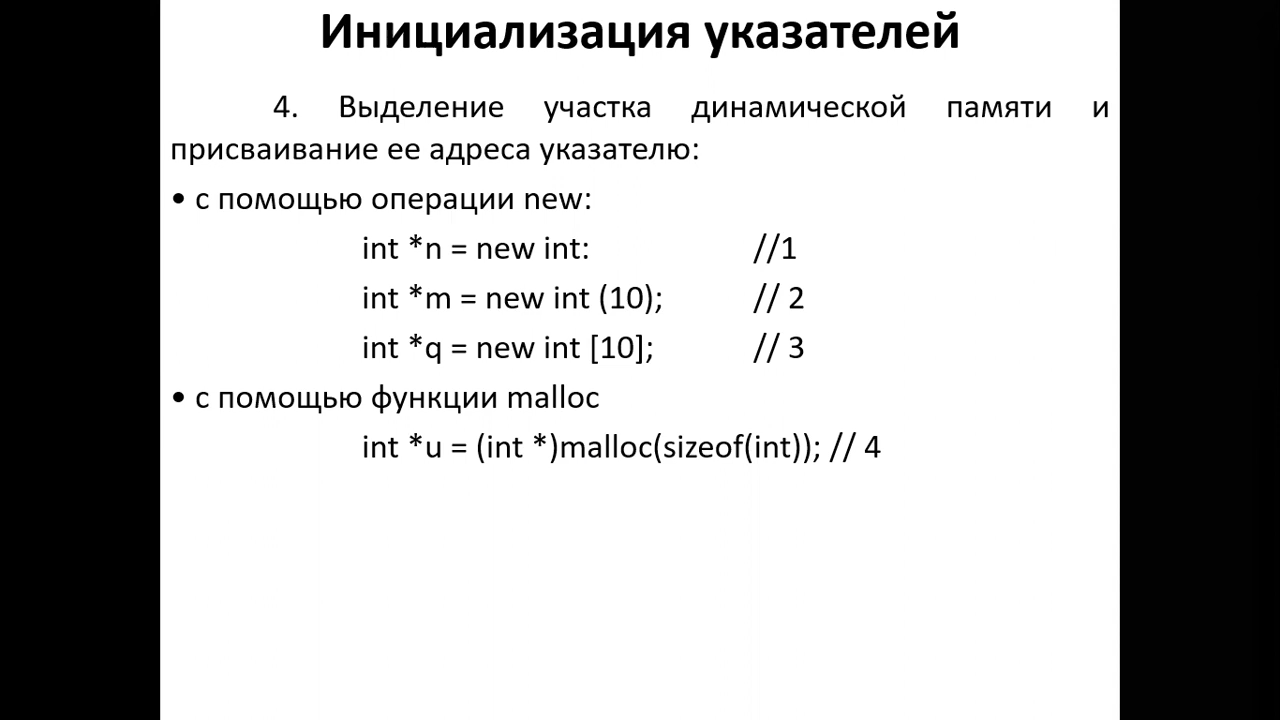 Инициализация указателей
4. Выделение участка динамической памяти и
присваивание ее адреса указателю:
• с помощью операции new:
int *n = new int: //1
int *m = new int (10); // 2
int *q = new int [10]; // 3
• с помощью функции malloc
int *u = (int *)malloc(sizeof(int)); // 4